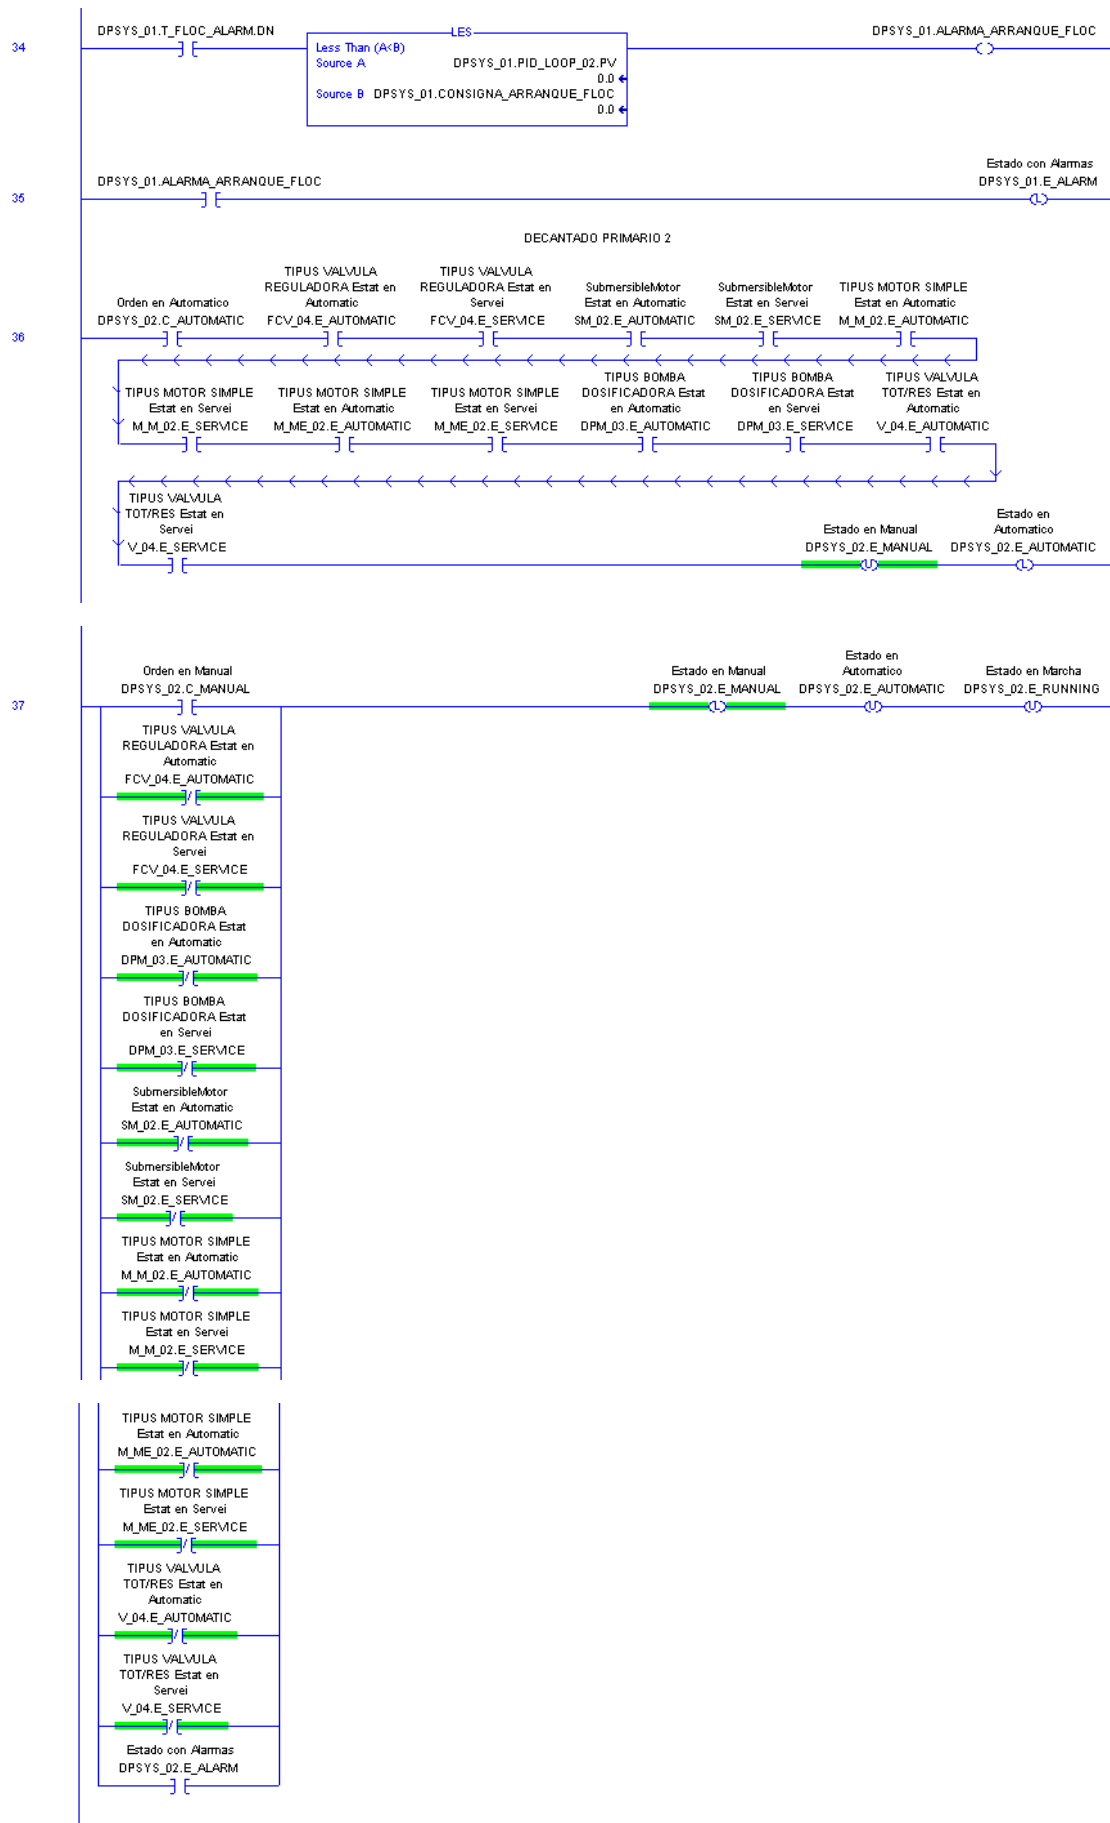 34
DPSYS_01.T_FLOC_ALARM.DN
LES
Less Than (A<B)
Source A DPSYS_01.PID_LOOP_02.PV
0.0
Source B DPSYS_01.CONSIGNA_ARRANQUE_FLOC
0.0
DPSYS_01.ALARMA_ARRANQUE_FLOC
35
DPSYS_01.ALARMA_ARRANQUE_FLOC
Estado con Alarmas
DPSYS_01.E_ALARM
L
DECANTADO PRIMARIO 2
36
Orden en Automatico
DPSYS_02.C_AUTOMATIC
TIPUS VALVULA
REGULADORA Estat en
Automatic
FCV_04.E_AUTOMATIC
TIPUS VALVULA
REGULADORA Estat en
Servei
FCV_04.E_SERVICE
SubmersibleMotor
Estat en Automatic
SM_02.E_AUTOMATIC
SubmersibleMotor
Estat en Servei
SM_02.E_SERVICE
TIPUS MOTOR SIMPLE
Estat en Automatic
M_M_02.E_AUTOMATIC
TIPUS MOTOR SIMPLE
Estat en Servei
M_M_02.E_SERVICE
TIPUS MOTOR SIMPLE
Estat en Automatic
M_ME_02.E_AUTOMATIC
TIPUS MOTOR SIMPLE
Estat en Servei
M_ME_02.E_SERVICE
TIPUS BOMBA
DOSIFICADORA Estat
en Automatic
DPM_03.E_AUTOMATIC
TIPUS BOMBA
DOSIFICADORA Estat
en Servei
DPM_03.E_SERVICE
TIPUS VALVULA
TOT/RES Estat en
Automatic
V_04.E_AUTOMATIC
TIPUS VALVULA
TOT/RES Estat en
Servei
V_04.E_SERVICE
Estado en Manual
DPSYS_02.E_MANUAL
U
Estado en
Automatico
DPSYS_02.E_AUTOMATIC
L
37
Orden en Manual
DPSYS_02.C_MANUAL
Estado en Manual
DPSYS_02.E_MANUAL
L
Estado en
Automatico
DPSYS_02.E_AUTOMATIC
U
Estado en Marcha
DPSYS_02.E_RUNNING
U
TIPUS VALVULA
REGULADORA Estat en
Automatic
FCV_04.E_AUTOMATIC
TIPUS VALVULA
REGULADORA Estat en
Servei
FCV_04.E_SERVICE
TIPUS BOMBA
DOSIFICADORA Estat
en Automatic
DPM_03.E_AUTOMATIC
TIPUS BOMBA
DOSIFICADORA Estat
en Servei
DPM_03.E_SERVICE
SubmersibleMotor
Estat en Automatic
SM_02.E_AUTOMATIC
SubmersibleMotor
Estat en Servei
SM_02.E_SERVICE
TIPUS MOTOR SIMPLE
Estat en Automatic
M_M_02.E_AUTOMATIC
TIPUS MOTOR SIMPLE
Estat en Servei
M_M_02.E_SERVICE
TIPUS MOTOR SIMPLE
Estat en Automatic
M_ME_02.E_AUTOMATIC
TIPUS MOTOR SIMPLE
Estat en Servei
M_ME_02.E_SERVICE
TIPUS VALVULA
TOT/RES Estat en
Automatic
V_04.E_AUTOMATIC
TIPUS VALVULA
TOT/RES Estat en
Servei
V_04.E_SERVICE
Estado con Alarmas
DPSYS_02.E_ALARM